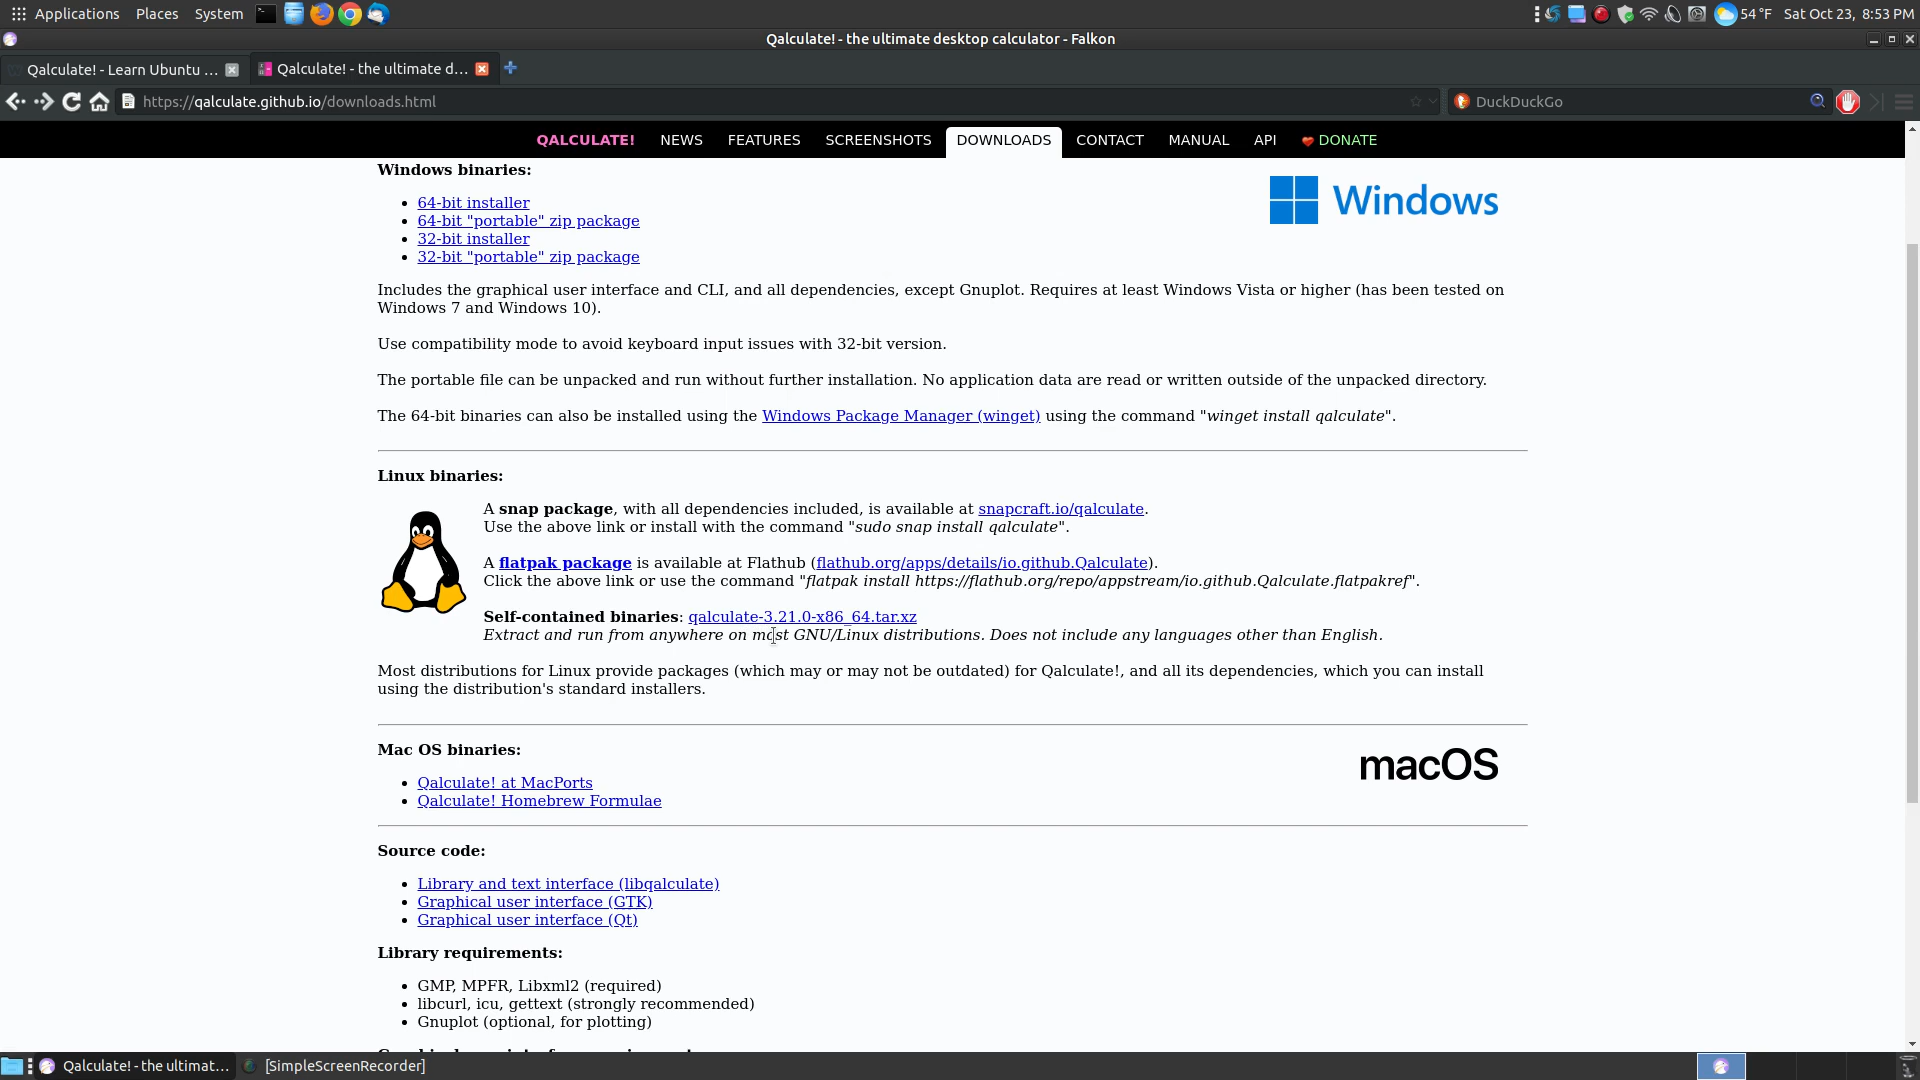 Applications Places System 54 °F Sat Oct 23, 8:53 PM
Qalculate! - the ultimate desktop calculator - Falkon
Qalculate! - Learn Ubuntu ... Qalculate! - the ultimate d...
https://qalculate.github.io/downloads.html DuckDuckGo
QALCULATE! NEWS FEATURES SCREENSHOTS DOWNLOADS CONTACT MANUAL API DONATE
Windows binaries:
Windows
64-bit installer
64-bit "portable" zip package
32-bit installer
32-bit "portable" zip package
Includes the graphical user interface and CLI, and all dependencies, except Gnuplot. Requires at least Windows Vista or higher (has been tested on
Windows 7 and Windows 10).
Use compatibility mode to avoid keyboard input issues with 32-bit version.
The portable file can be unpacked and run without further installation. No application data are read or written outside of the unpacked directory.
The 64-bit binaries can also be installed using the Windows Package Manager (winget) using the command "winget install qalculate".
Linux binaries:
A snap package, with all dependencies included, is available at snapcraft.io/qalculate.
Use the above link or install with the command "sudo snap install qalculate".
A flatpak package is available at Flathub (flathub.org/apps/details/io.github.Qalculate).
Click the above link or use the command "flatpak install https://flathub.org/repo/appstream/io.github.Qalculate.flatpakref".
Self-contained binaries: qalculate-3.21.0-x86_64.tar.xz
Extract and run from anywhere on most GNU/Linux distributions. Does not include any languages other than English.
Most distributions for Linux provide packages (which may or may not be outdated) for Qalculate!, and all its dependencies, which you can install
using the distribution's standard installers.
Mac OS binaries:
macOS
Qalculate! at MacPorts
Qalculate! Homebrew Formulae
Source code:
Library and text interface (libqalculate)
Graphical user interface (GTK)
Graphical user interface (Qt)
Library requirements:
GMP, MPFR, Libxml2 (required)
libcurl, icu, gettext (strongly recommended)
Gnuplot (optional, for plotting)
Qalculate! - the ultimat... [SimpleScreenRecorder]